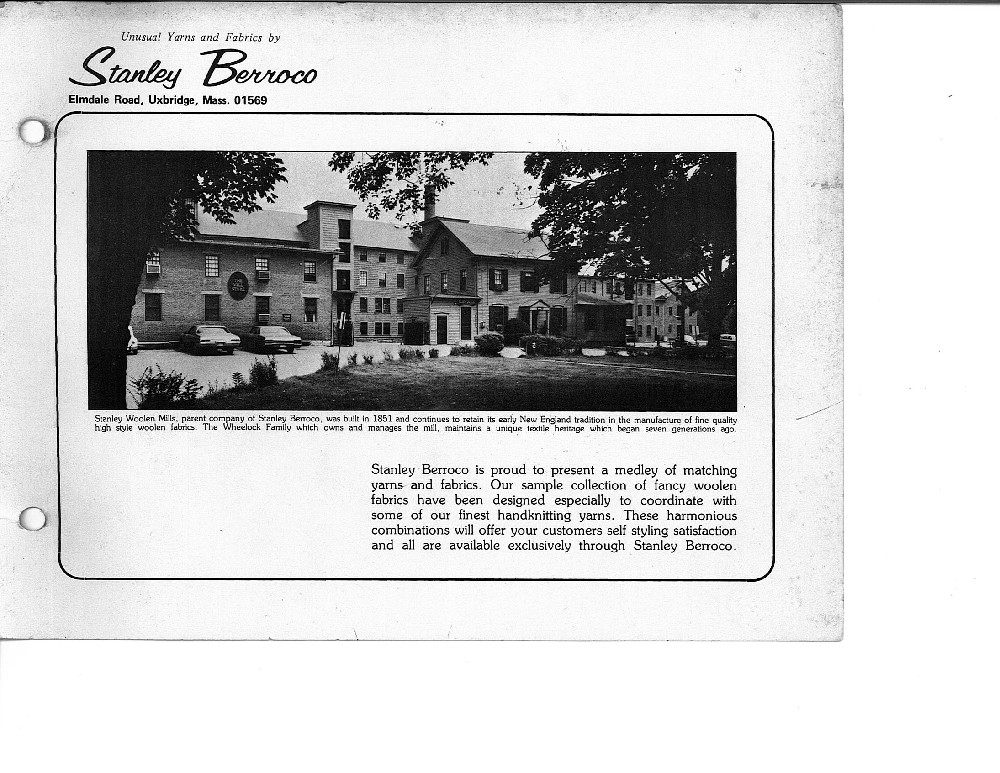 Unusual Yarns and Fabrics by
Stanley Berroco
Elmdale Road, Uxbridge, Mass. 01569
THE
MILL
STORE
Stanley Woolen Mills, parent company of Stanley Berroco, was built in 1851 and continues to retain its early New England tradition in the manufacture of fine quality
high style woolen fabrics. The Wheelock Family which owns and manages the mill, maintains a unique textile heritage which began seven generations ago.
Stanley Berroco is proud to present a medley of matching
yarns and fabrics. Our sample collection of fancy woolen
fabrics have been designed especially to coordinate with
some of our finest handknitting yarns. These harmonious
combinations will offer your customers self styling satisfaction
and all are available exclusively through Stanley Berroco.